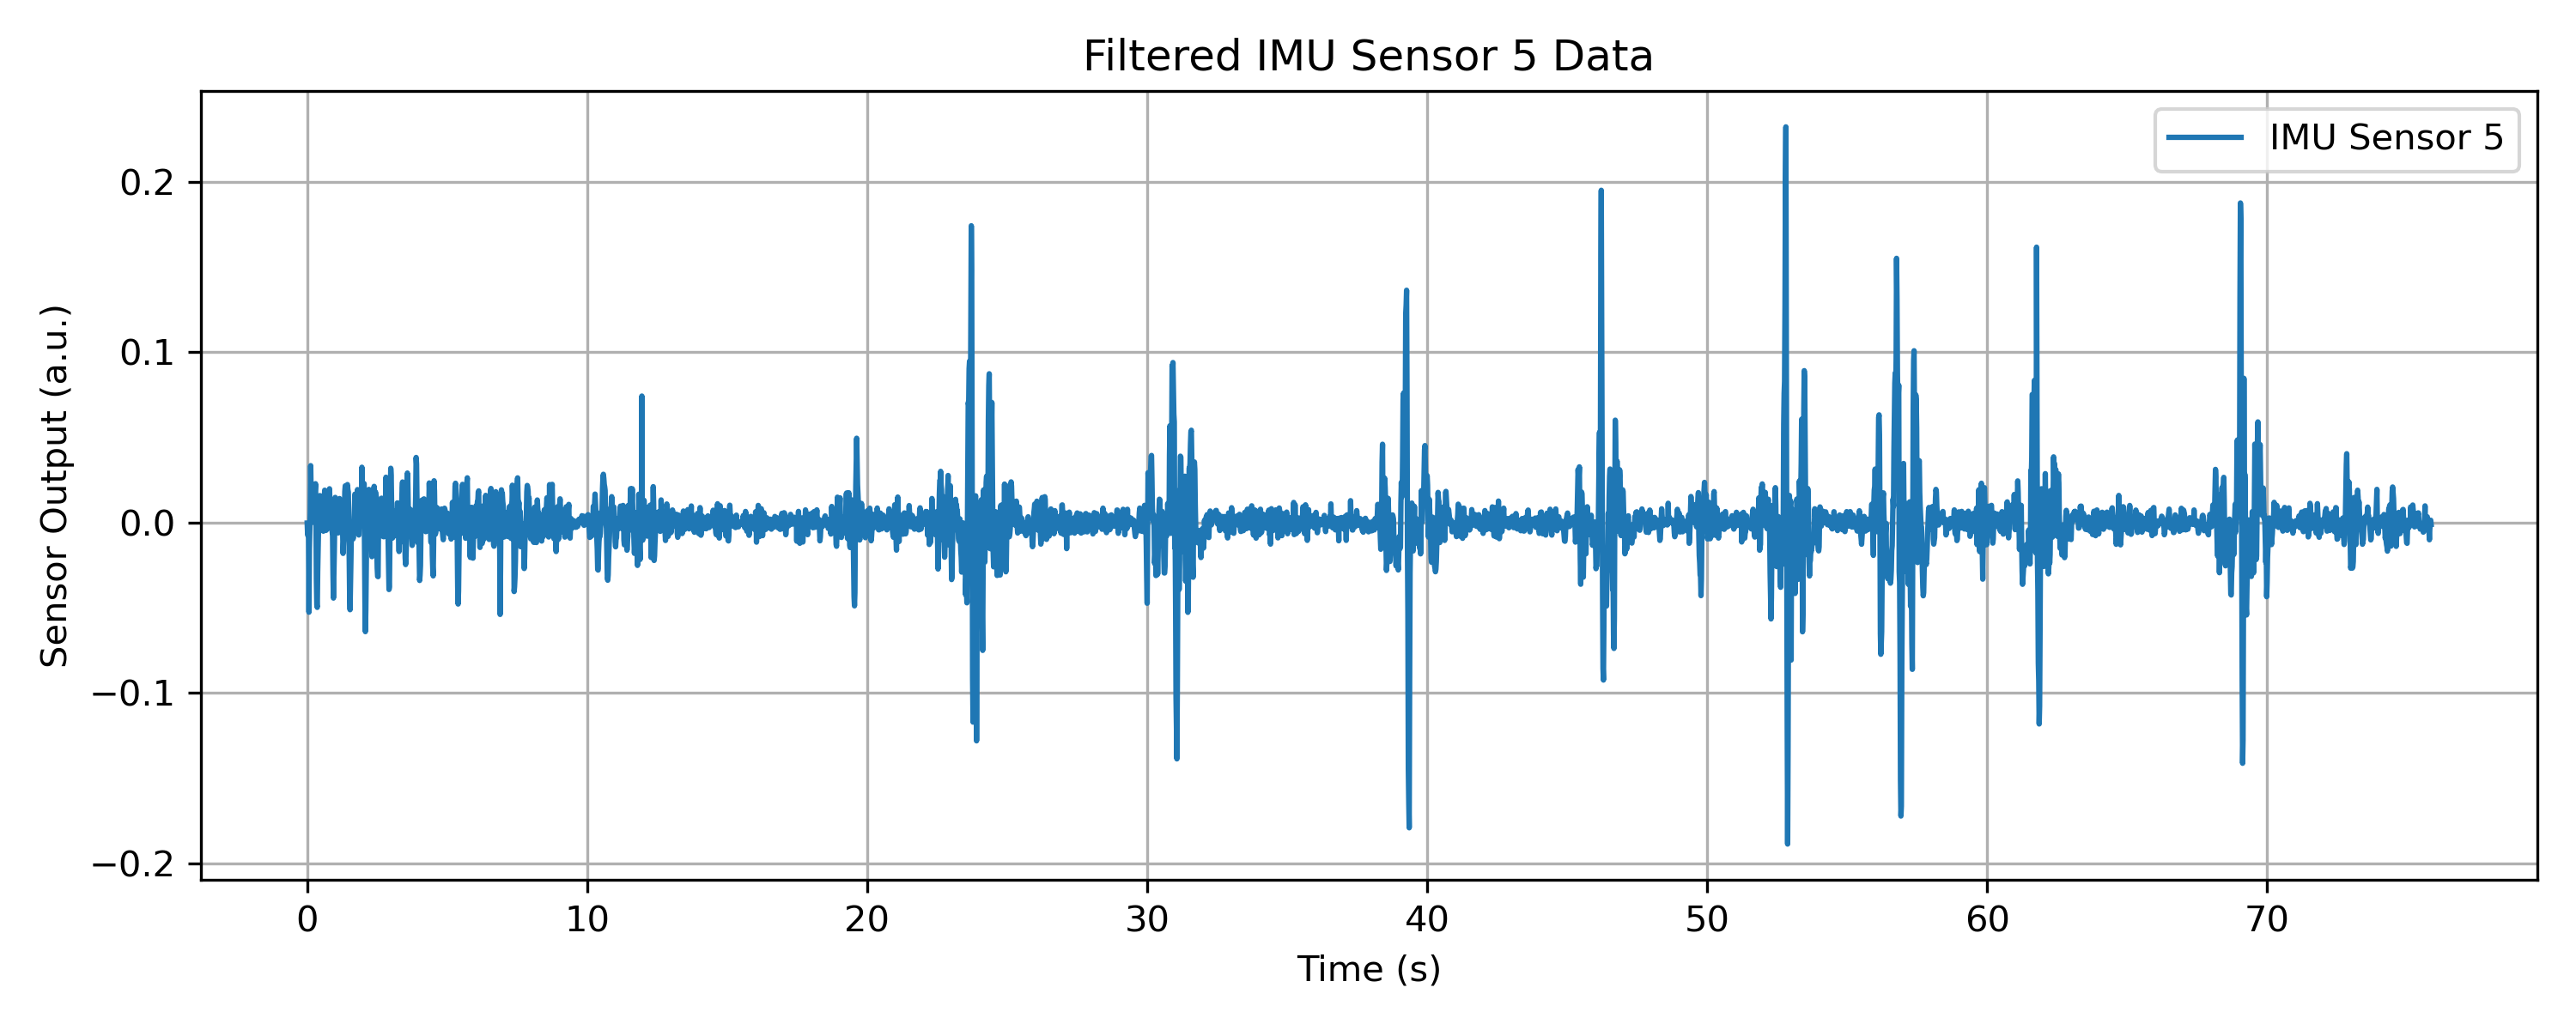 Filtered IMU Sensor 5 Data
IMU Sensor 5
Sensor Output (a.u.)
0.2
0.1
0.0
−0.1
−0.2
0 10 20 30 40 50 60 70
Time (s)